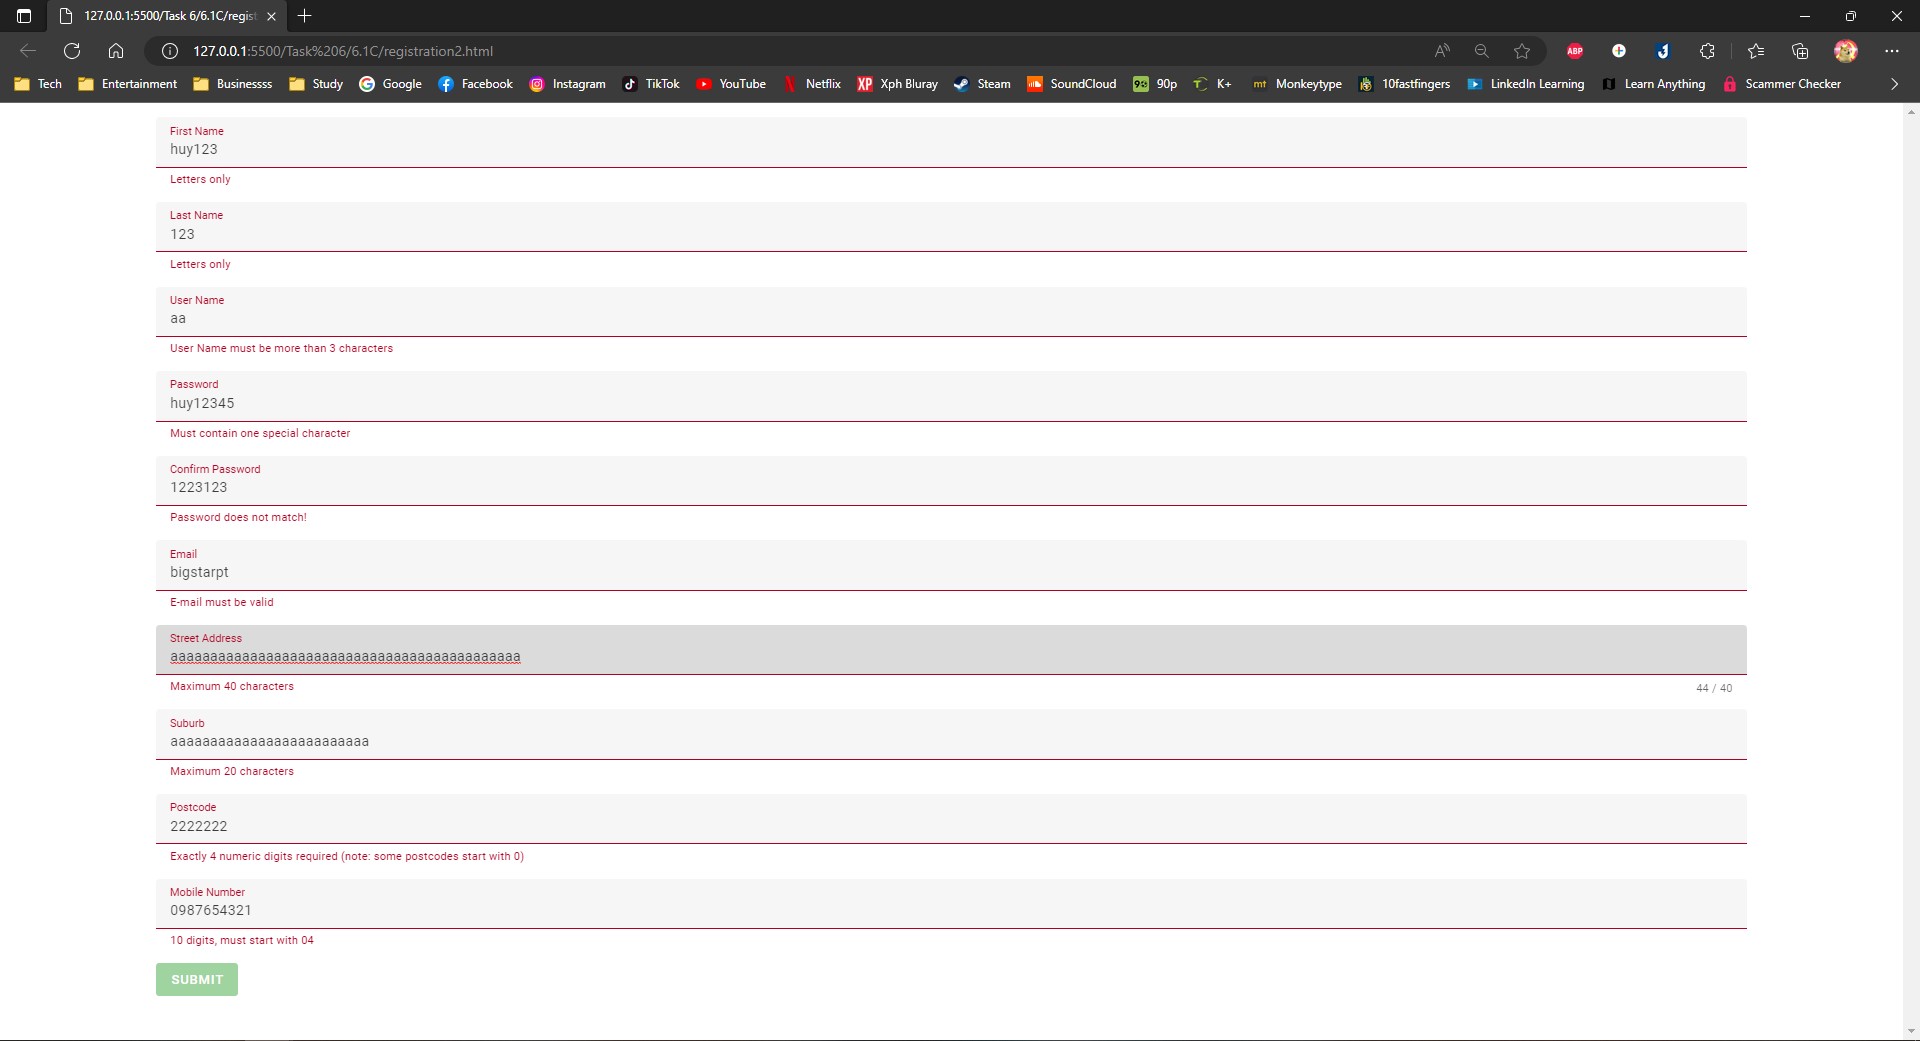 127.0.0.1:5500/Task 6/6.1C/regist
127.0.0.1:5500/Task%206/6.1C/registration2.html
A ABP
Tech Entertainment Businessss Study Google Facebook Instagram TikTok YouTube Netflix XP Xph Bluray Steam SoundCloud 90 90p K+ mt Monkeytype 10fastfingers LinkedIn Learning Learn Anything Scammer Checker
First Name
huy123
Letters only
Last Name
123
Letters only
User Name
aa
User Name must be more than 3 characters
Password
huy12345
Must contain one special character
Confirm Password
1223123
Password does not match!
Email
bigstarpt
E-mail must be valid
Street Address
aaaaaaaaaaaaaaaaaaaaaaaaaaaaaaaaaaaaaaaaaaaa
Maximum 40 characters 44 / 40
Suburb
aaaaaaaaaaaaaaaaaaaaaaaaa
Maximum 20 characters
Postcode
2222222
Exactly 4 numeric digits required (note: some postcodes start with 0)
Mobile Number
0987654321
10 digits, must start with 04
SUBMIT